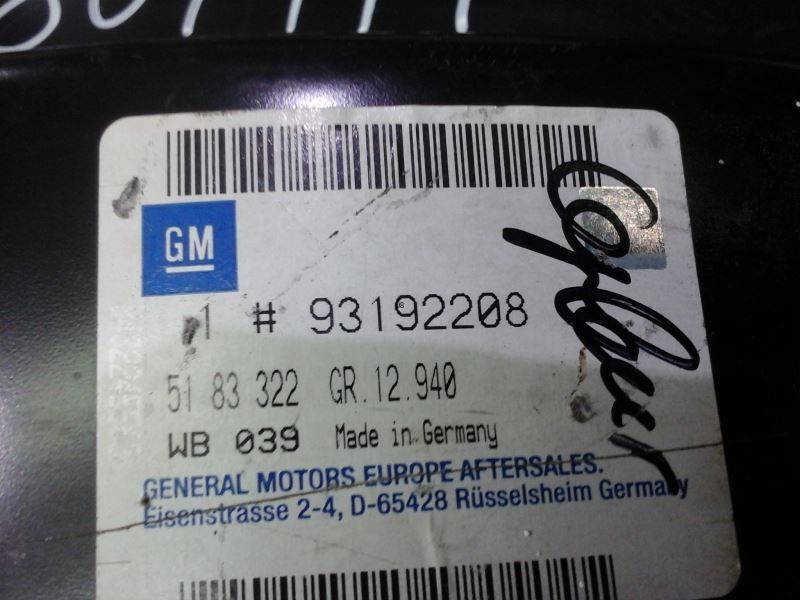 GM
1 # 93192208
51 83 322 GR.12.940
WB 039 Made in Germany
GENERAL MOTORS EUROPE AFTERSALES.
Eisenstrasse 2-4, D-65428 Rüsselsheim Germany